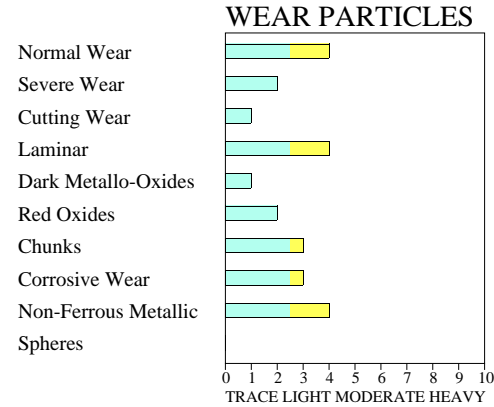 WEAR PARTICLES
Normal Wear
Severe Wear
Cutting Wear
Laminar
Dark Metallo-Oxides
Red Oxides
Chunks
Corrosive Wear
Non-Ferrous Metallic
Spheres
0 1 2 3 4 5 6 7 8 9 10
TRACE LIGHT MODERATE HEAVY